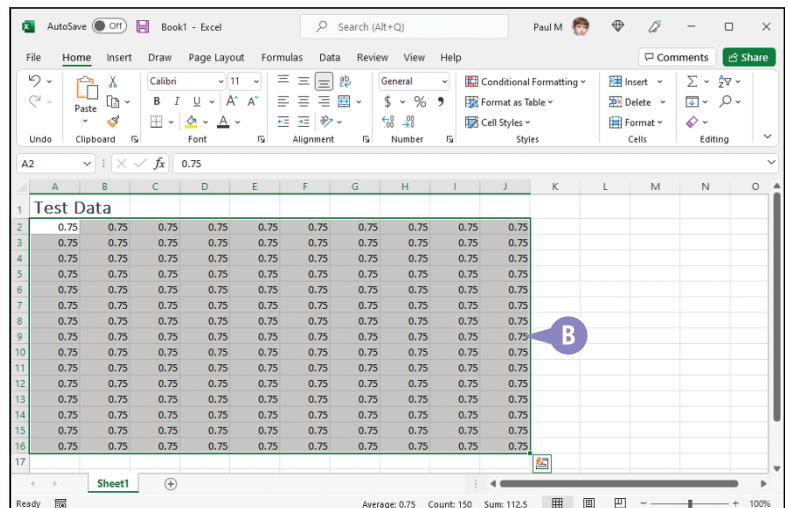 AutoSave Off Book1 - Excel Search (Alt+Q) Paul M
File Home Insert Draw Page Layout Formulas Data Review View Help Comments Share
Calibri 11 General Conditional Formatting Insert
Paste B I U A A $ % 9 Format as Table Delete
A Cell Styles Format
Undo Clipboard Font Alignment Number Styles Cells Editing
A2 fx 0.75
A B C D E F G H I J K L M N O
1 Test Data
2 0.75 0.75 0.75 0.75 0.75 0.75 0.75 0.75 0.75 0.75
3 0.75 0.75 0.75 0.75 0.75 0.75 0.75 0.75 0.75 0.75
4 0.75 0.75 0.75 0.75 0.75 0.75 0.75 0.75 0.75 0.75
5 0.75 0.75 0.75 0.75 0.75 0.75 0.75 0.75 0.75 0.75
6 0.75 0.75 0.75 0.75 0.75 0.75 0.75 0.75 0.75 0.75
7 0.75 0.75 0.75 0.75 0.75 0.75 0.75 0.75 0.75 0.75
8 0.75 0.75 0.75 0.75 0.75 0.75 0.75 0.75 0.75 0.75
9 0.75 0.75 0.75 0.75 0.75 0.75 0.75 0.75 0.75 0.75 B
10 0.75 0.75 0.75 0.75 0.75 0.75 0.75 0.75 0.75 0.75
11 0.75 0.75 0.75 0.75 0.75 0.75 0.75 0.75 0.75 0.75
12 0.75 0.75 0.75 0.75 0.75 0.75 0.75 0.75 0.75 0.75
13 0.75 0.75 0.75 0.75 0.75 0.75 0.75 0.75 0.75 0.75
14 0.75 0.75 0.75 0.75 0.75 0.75 0.75 0.75 0.75 0.75
15 0.75 0.75 0.75 0.75 0.75 0.75 0.75 0.75 0.75 0.75
16 0.75 0.75 0.75 0.75 0.75 0.75 0.75 0.75 0.75 0.75
17
Sheet1
Ready Average: 0.75 Count: 150 Sum: 112.5 100%